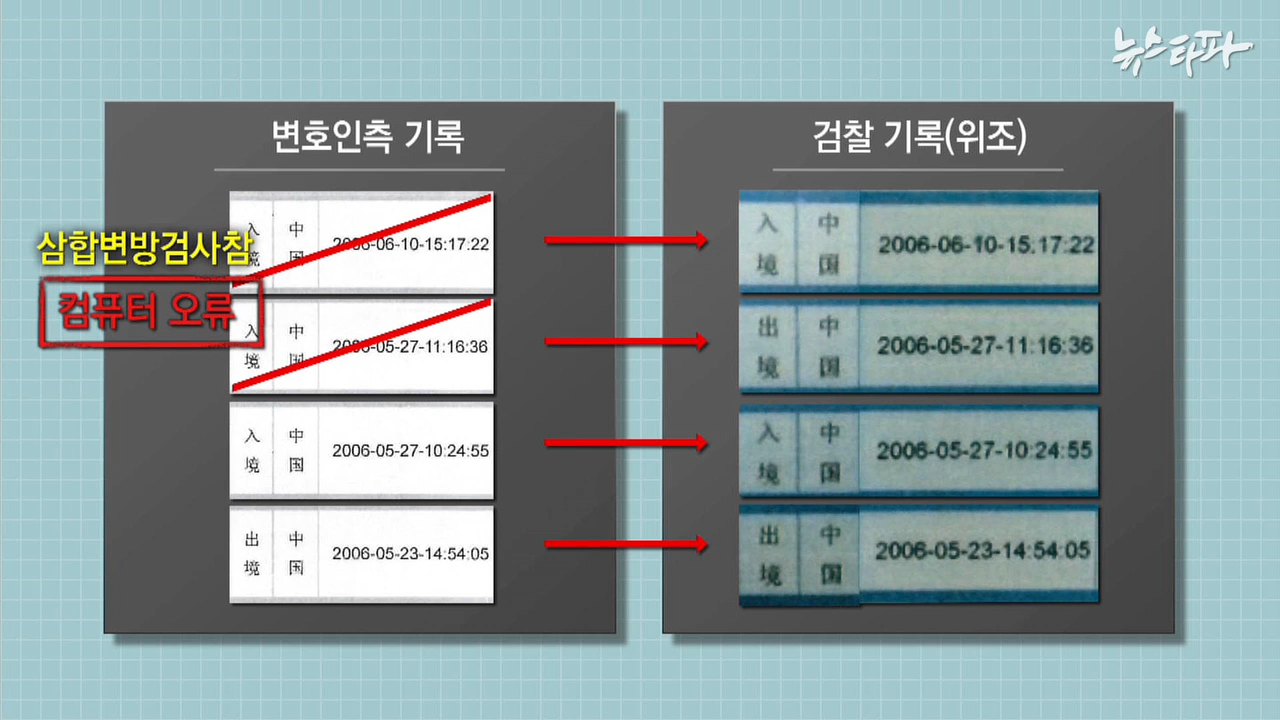 뉴스타파
변호인측 기록
入境 中国 2006-06-10-15:17:22
入境 中国 2006-05-27-11:16:36
入境 中国 2006-05-27-10:24:55
出境 中国 2006-05-23-14:54:05
삼합변방검사참
컴퓨터 오류
검찰 기록(위조)
入境 中国 2006-06-10-15:17:22
出境 中国 2006-05-27-11:16:36
入境 中国 2006-05-27-10:24:55
出境 中国 2006-05-23-14:54:05